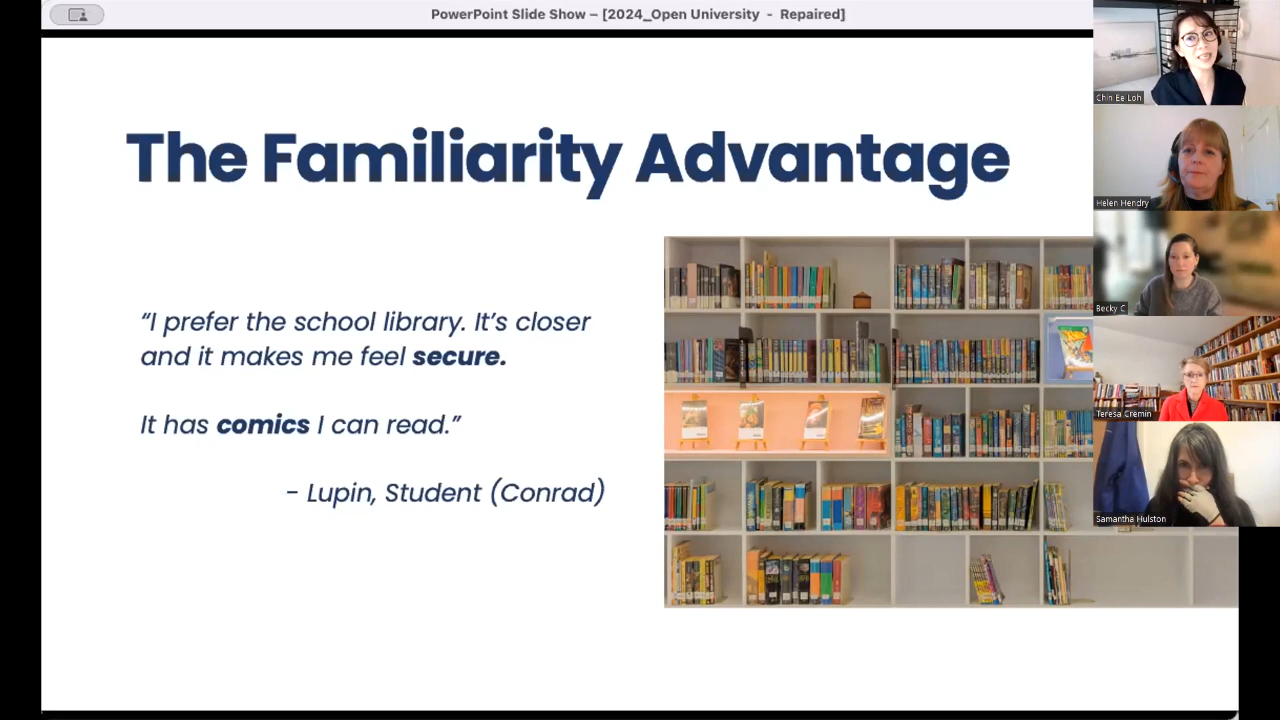 PowerPoint Slide Show – [2024_Open University - Repaired]
The Familiarity Advantage
“I prefer the school library. It’s closer
and it makes me feel secure.
It has comics I can read.”
- Lupin, Student (Conrad)
Chin Ee Loh
Helen Hendry
Becky C
Teresa Cremin
Samantha Hulston